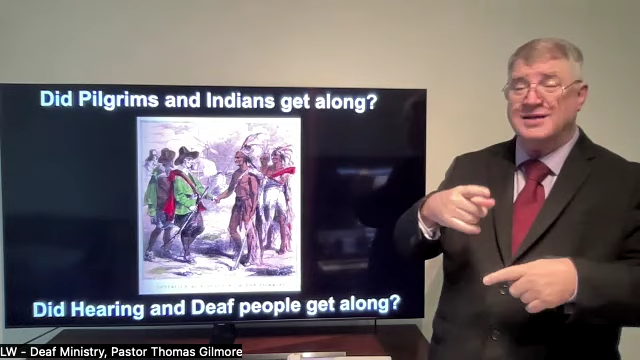 Did Pilgrims and Indians get along?
Did Hearing and Deaf people get along?
LW - Deaf Ministry, Pastor Thomas Gilmore